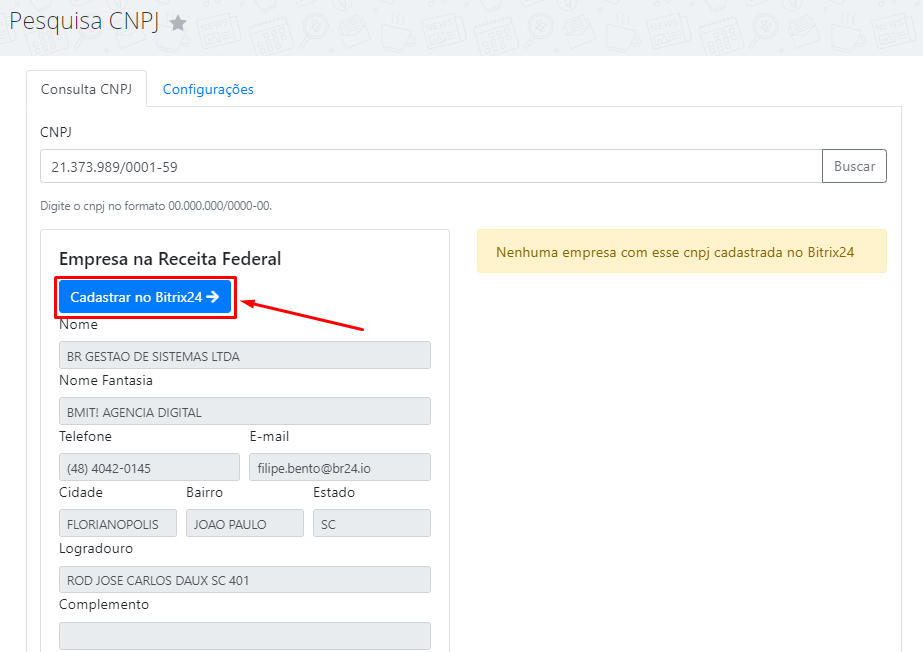 Pesquisa CNPJ
Consulta CNPJ Configurações
CNPJ
21.373.989/0001-59 Buscar
Digite o cnpj no formato 00.000.000/0000-00.
Empresa na Receita Federal
Nenhuma empresa com esse cnpj cadastrada no Bitrix24
Cadastrar no Bitrix24
Nome
BR GESTAO DE SISTEMAS LTDA
Nome Fantasia
BMIT! AGENCIA DIGITAL
Telefone E-mail
(48) 4042-0145 filipe.bento@br24.io
Cidade Bairro Estado
FLORIANOPOLIS JOAO PAULO SC
Logradouro
ROD JOSE CARLOS DAUX SC 401
Complemento